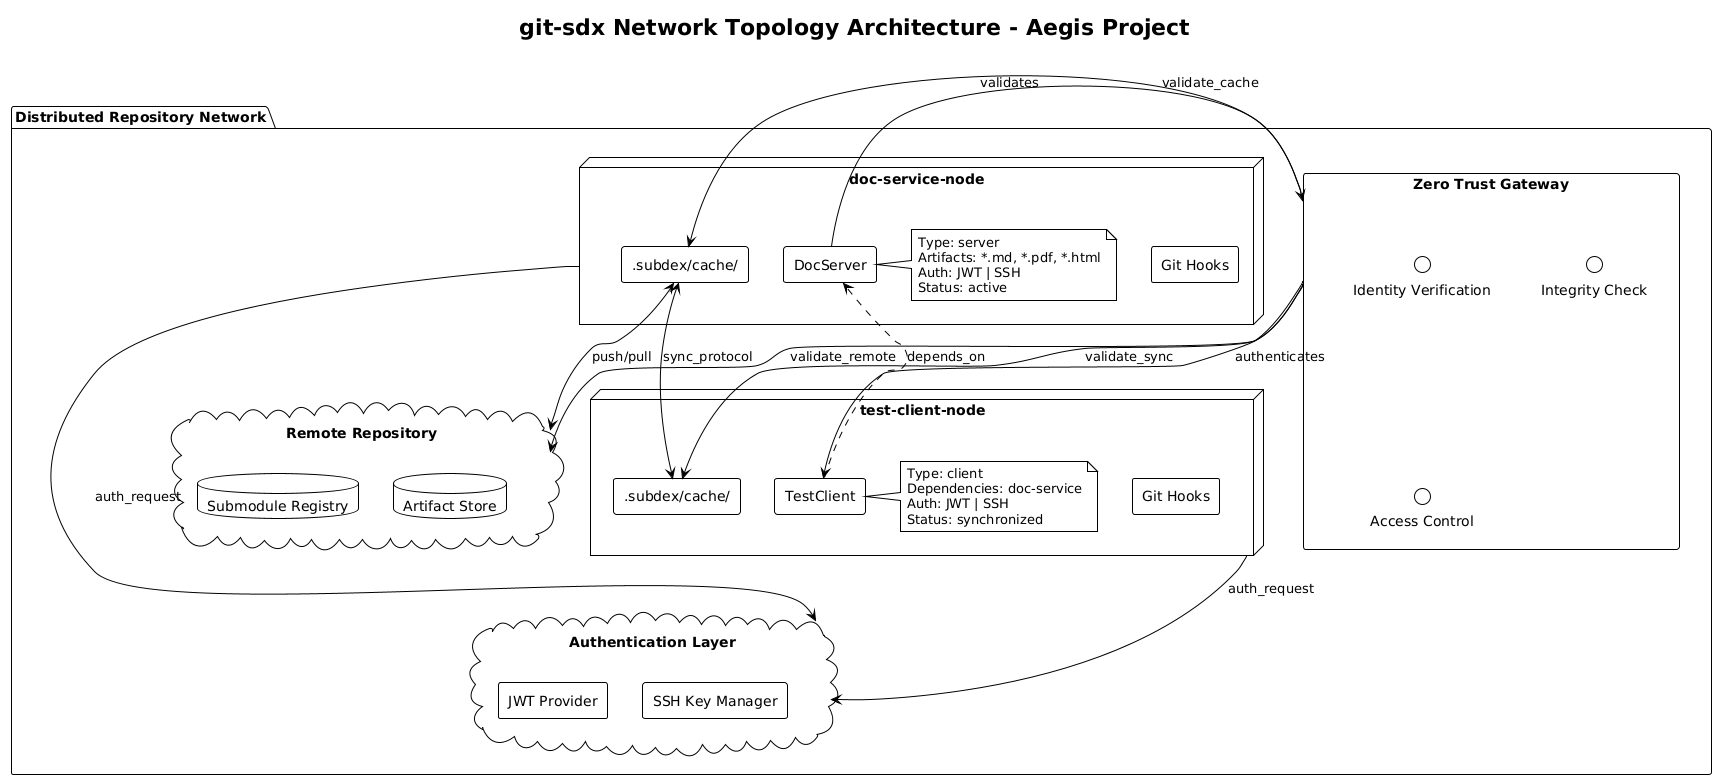 git-sdx Network Topology Architecture - Aegis Project
validates
validate_cache
Distributed Repository Network
doc-service-node
Zero Trust Gateway
.subdex/cache/
DocServer
Type: server
Artifacts: *.md, *.pdf, *.html
Auth: JWT | SSH
Status: active
Git Hooks
Identity Verification
Integrity Check
push/pull
sync_protocol
validate_remote
depends_on
validate_sync
authenticates
test-client-node
Remote Repository
.subdex/cache/
TestClient
Type: client
Dependencies: doc-service
Auth: JWT | SSH
Status: synchronized
Git Hooks
auth_request
Submodule Registry
Artifact Store
Access Control
auth_request
Authentication Layer
JWT Provider
SSH Key Manager